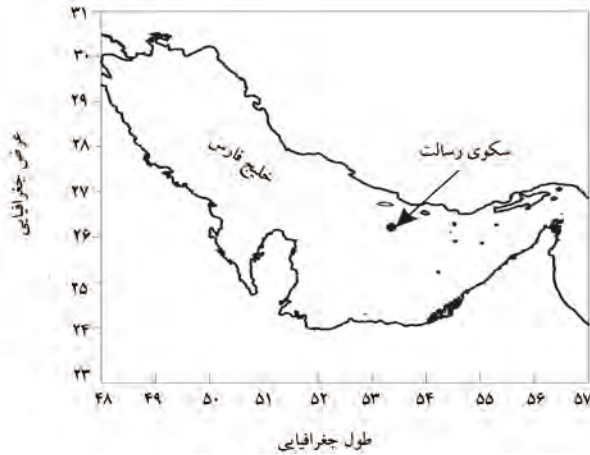 ۳۱
۳۰
۲۹
۲۸
۲۷
۲۶
۲۵
۲۴
۲۳
عرض جغرافیایی
خلیج فارس
سکوی رسالت
۴۸ ۴۹ ۵۰ ۵۱ ۵۲ ۵۳ ۵۴ ۵۵ ۵۶ ۵۷
طول جغرافیایی